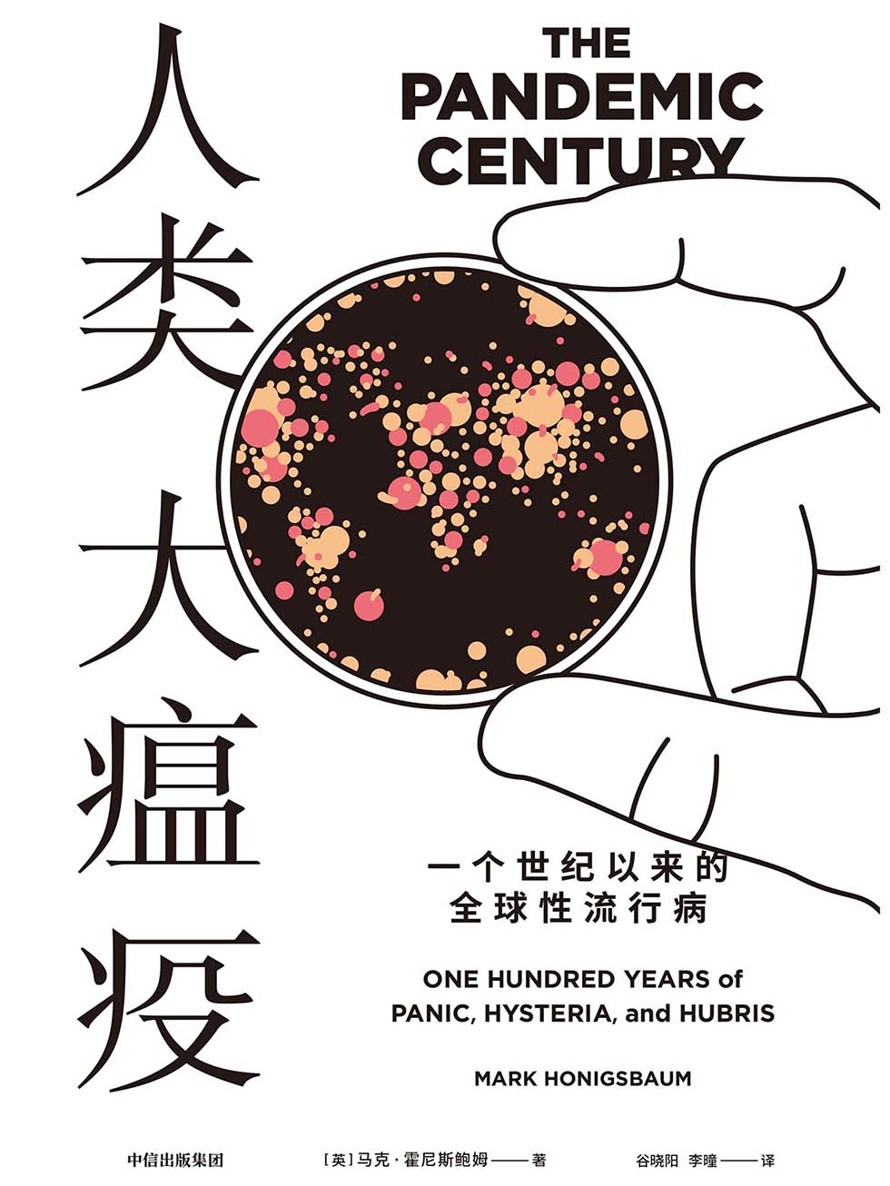 人类大瘟疫
THE
PANDEMIC
CENTURY
一个世纪以来的
全球性流行病
ONE HUNDRED YEARS of
PANIC, HYSTERIA, and HUBRIS
MARK HONIGSBAUM
中信出版集团
[英]马克·霍尼斯鲍姆——著
谷晓阳 李曈——译